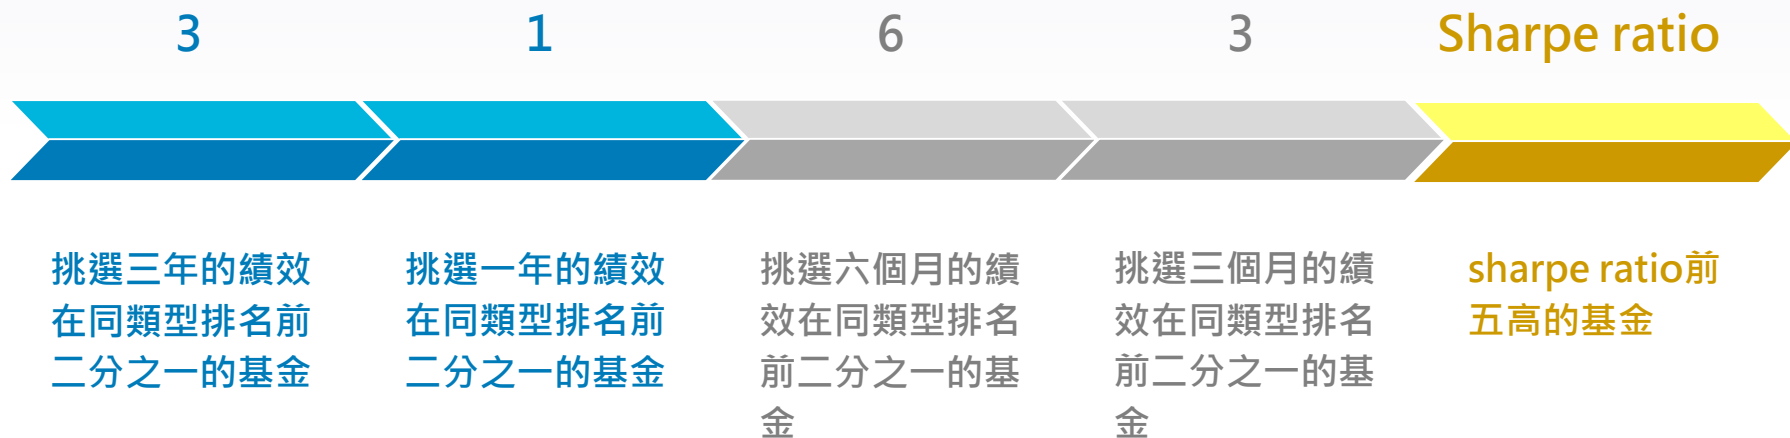 3
1
6
3
Sharpe ratio
挑選三年的績效
在同類型排名前
二分之一的基金
挑選一年的績效
在同類型排名前
二分之一的基金
挑選六個月的績
效在同類型排名
前二分之一的基
金
挑選三個月的績
效在同類型排名
前二分之一的基
金
sharpe ratio前
五高的基金